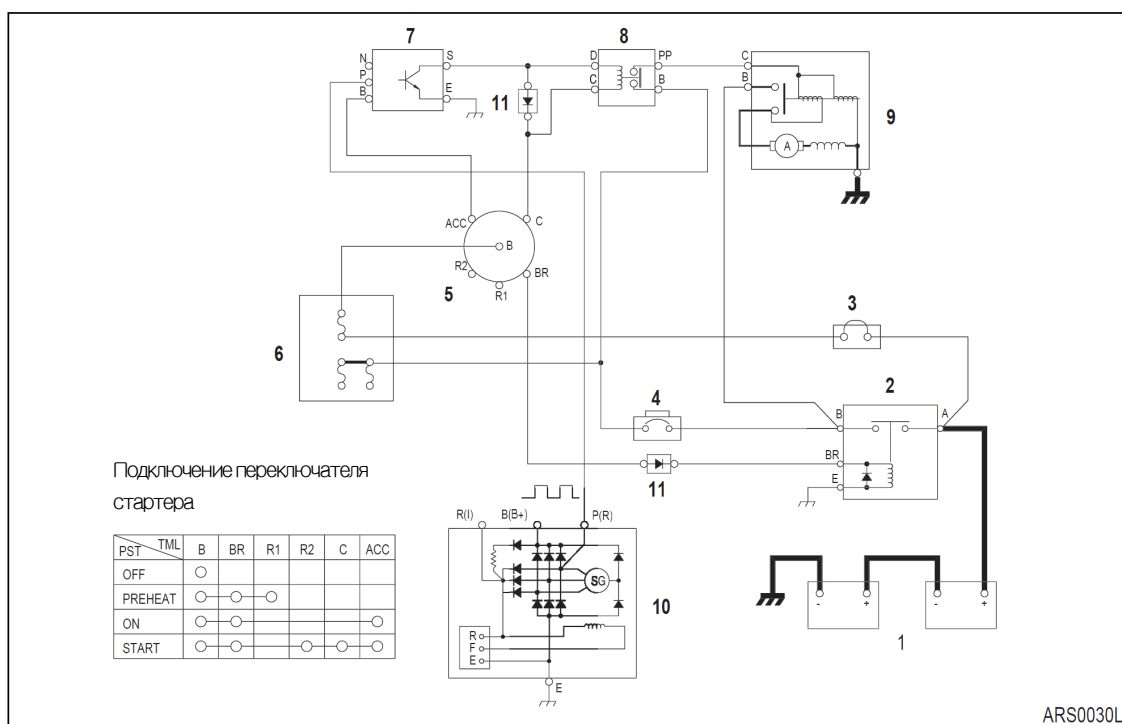 7
8
N
P
B
S
E
11
D
C
PP
B
C
B
9
A
ACC
C
B
R2
BR
R1
5
6
3
2
4
B
A
BR
E
11
Подключение переключателя
стартера
PST TML B BR R1 R2 C ACC
OFF
PREHEAT
ON
START
R(I) B(B+) P(R)
SG
10
R
F
E
E
- + - +
1
ARS0030L